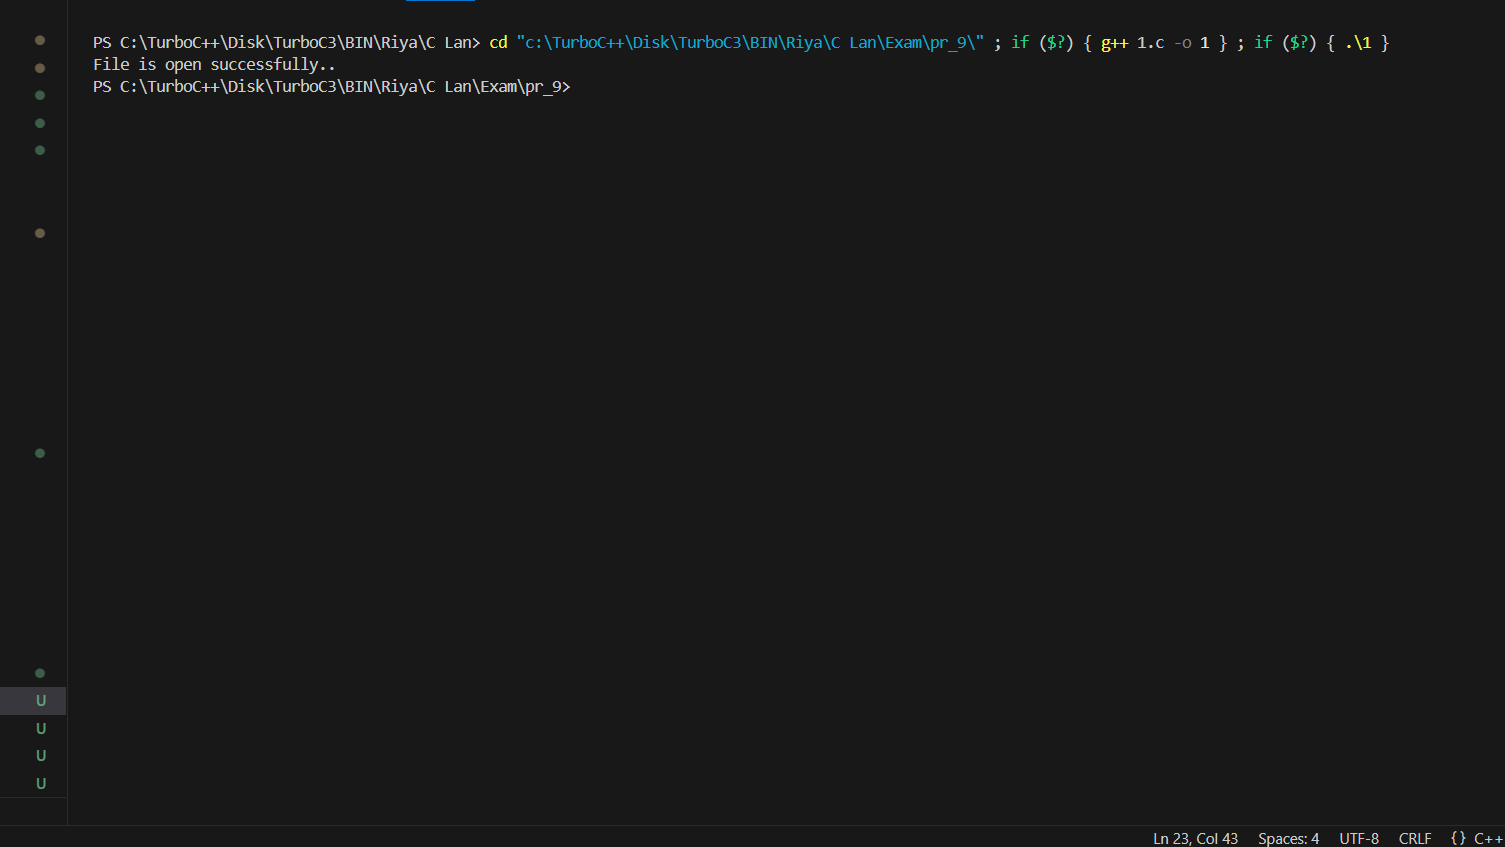 PS C:\TurboC++\Disk\TurboC3\BIN\Riya\C Lan> cd "c:\TurboC++\Disk\TurboC3\BIN\Riya\C Lan\Exam\pr_9\" ; if ($?) { g++ 1.c -o 1 } ; if ($?) { .\1 }
File is open successfully..
PS C:\TurboC++\Disk\TurboC3\BIN\Riya\C Lan\Exam\pr_9>
U
U
U
U
Ln 23, Col 43 Spaces: 4 UTF-8 CRLF {} C++